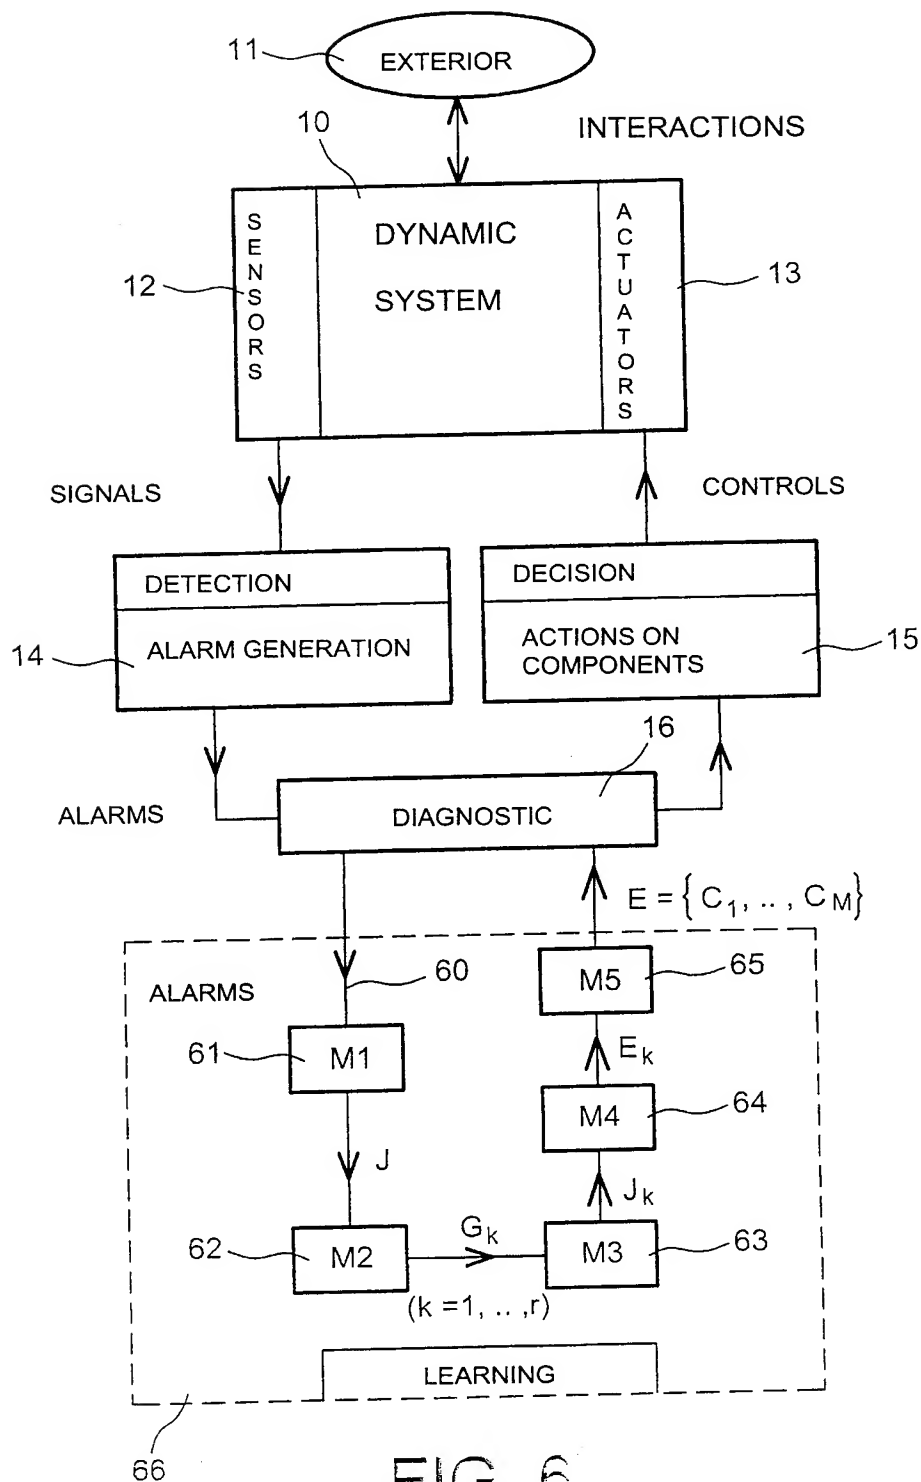 11
EXTERIOR
10
INTERACTIONS
SENSORS
DYNAMIC
SYSTEM
ACTUATORS
12
13
SIGNALS
CONTROLS
DETECTION
ALARM GENERATION
14
DECISION
ACTIONS ON
COMPONENTS
15
16
ALARMS
DIAGNOSTIC
E = { C1, .. , CM}
ALARMS
60
M5
65
61
M1
Ek
M4
64
J
Jk
62
M2
Gk
M3
63
(k =1, .. ,r)
LEARNING
66
FIG. 6